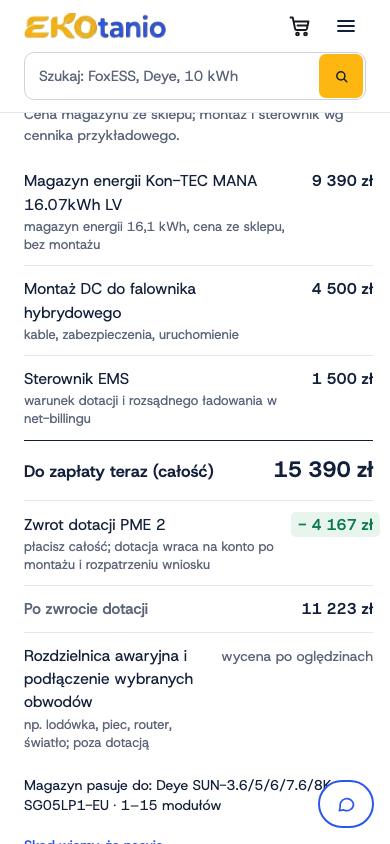 EKOtanio
Szukaj: FoxESS, Deye, 10 kWh
Cena magazynu ze sklepu; montaż i sterownik wg
cennika przykładowego.
Magazyn energii Kon-TEC MANA
16.07kWh LV
9 390 zł
magazyn energii 16,1 kWh, cena ze sklepu,
bez montażu
Montaż DC do falownika
hybrydowego
4 500 zł
kable, zabezpieczenia, uruchomienie
Sterownik EMS
1 500 zł
warunek dotacji i rozsądnego ładowania w
net-billingu
Do zapłaty teraz (całość)
15 390 zł
Zwrot dotacji PME 2
− 4 167 zł
płacisz całość; dotacja wraca na konto po
montażu i rozpatrzeniu wniosku
Po zwrocie dotacji
11 223 zł
Rozdzielnica awaryjna i
podłączenie wybranych
obwodów
wycena po oględzinach
np. lodówka, piec, router,
światło; poza dotacją
Magazyn pasuje do: Deye SUN-3.6/5/6/7.6/8K-
SG05LP1-EU · 1–15 modułów
Skąd wiemy, że pasuje